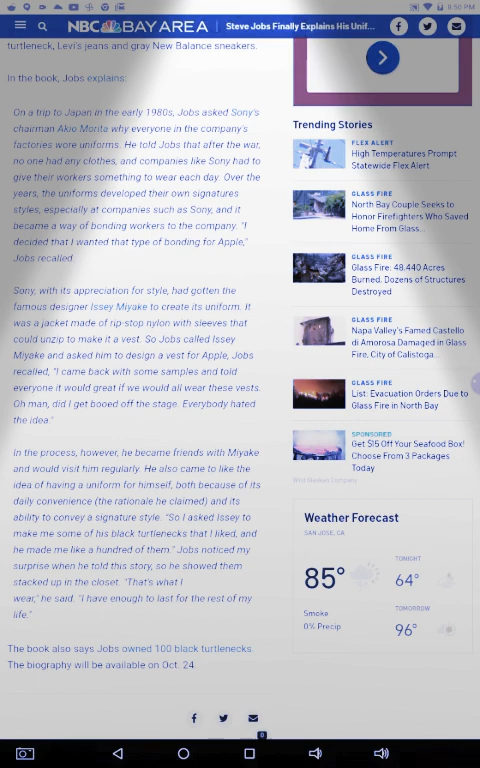 8:50 PM
NBC BAY AREA
Steve Jobs Finally Explains His Unif...
turtleneck, Levi's jeans and gray New Balance sneakers.
In the book, Jobs explains:
On a trip to Japan in the early 1980s, Jobs asked Sony's
chairman Akio Morita why everyone in the company's
factories wore uniforms. He told Jobs that after the war,
no one had any clothes, and companies like Sony had to
give their workers something to wear each day. Over the
years, the uniforms developed their own signatures
styles, especially at companies such as Sony, and it
became a way of bonding workers to the company. "I
decided that I wanted that type of bonding for Apple,"
Jobs recalled.
Sony, with its appreciation for style, had gotten the
famous designer Issey Miyake to create its uniform. It
was a jacket made of rip-stop nylon with sleeves that
could unzip to make it a vest. So Jobs called Issey
Miyake and asked him to design a vest for Apple, Jobs
recalled, "I came back with some samples and told
everyone it would great if we would all wear these vests.
Oh man, did I get booed off the stage. Everybody hated
the idea."
In the process, however, he became friends with Miyake
and would visit him regularly. He also came to like the
idea of having a uniform for himself, both because of its
daily convenience (the rationale he claimed) and its
ability to convey a signature style. "So I asked Issey to
make me some of his black turtlenecks that I liked, and
he made me like a hundred of them." Jobs noticed my
surprise when he told this story, so he showed them
stacked up in the closet. "That's what I
wear," he said. "I have enough to last for the rest of my
life."
The book also says Jobs owned 100 black turtlenecks.
The biography will be available on Oct. 24.
0
Trending Stories
FLEX ALERT
High Temperatures Prompt
Statewide Flex Alert
GLASS FIRE
North Bay Couple Seeks to
Honor Firefighters Who Saved
Home From Glass...
GLASS FIRE
Glass Fire: 48,440 Acres
Burned, Dozens of Structures
Destroyed
GLASS FIRE
Napa Valley's Famed Castello
di Amorosa Damaged in Glass
Fire, City of Calistoga...
GLASS FIRE
List: Evacuation Orders Due to
Glass Fire in North Bay
SPONSORED
Get $15 Off Your Seafood Box!
Choose From 3 Packages
Today
Wild Alaskan Company
Weather Forecast
SAN JOSE, CA
85°
Smoke
0% Precip
TONIGHT
64°
TOMORROW
96°